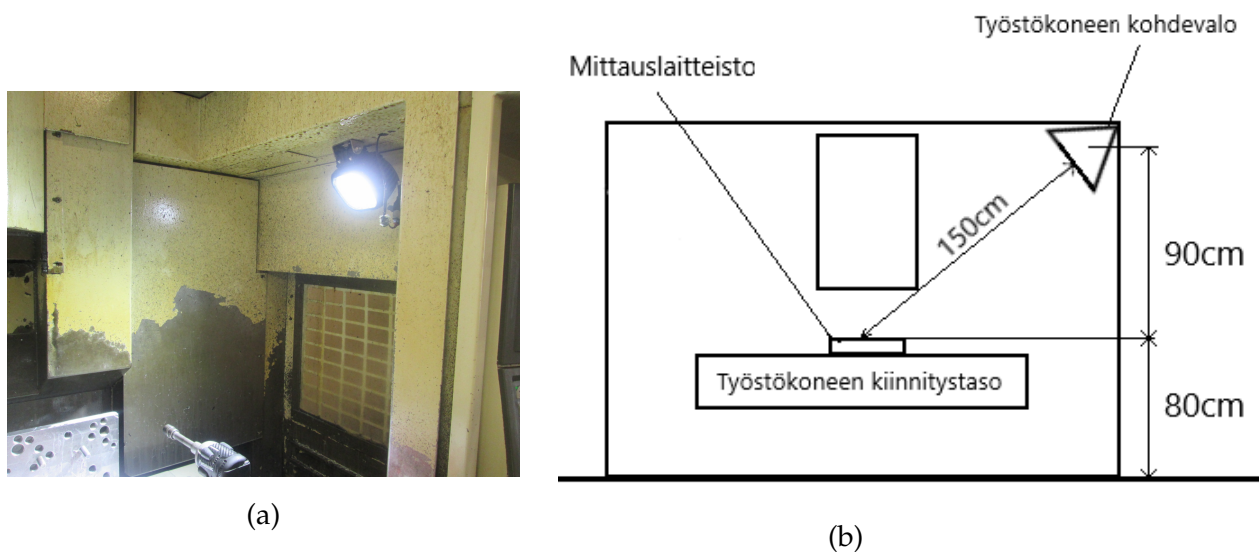 Työstökoneen kohdevalo
Mittauslaitteisto
150cm
90cm
Työstökoneen kiinnitystaso
80cm
(a)
(b)